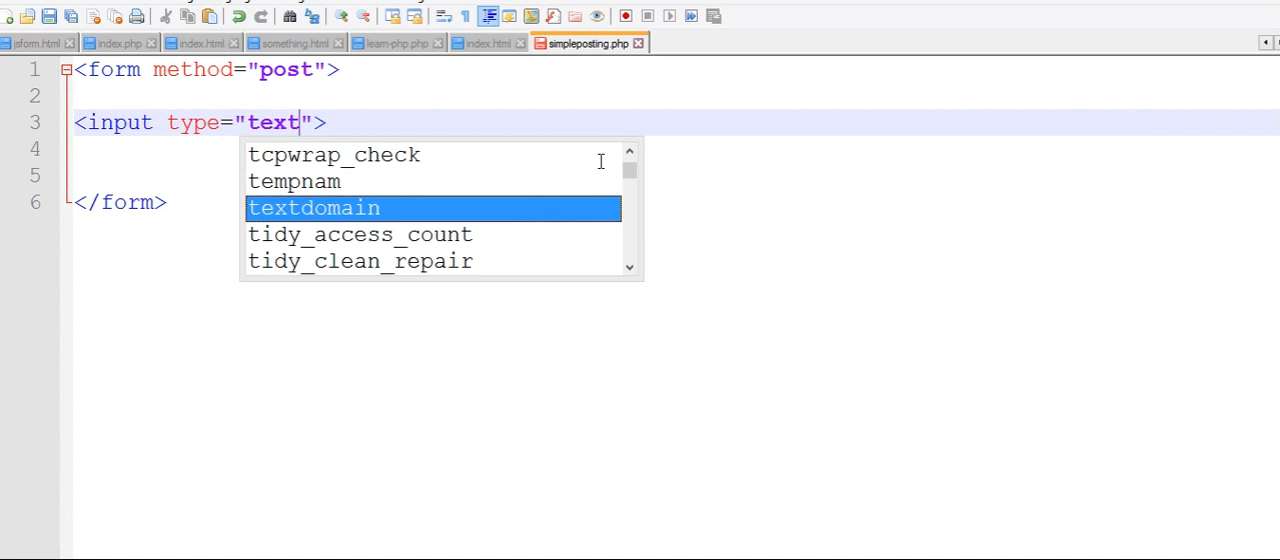 jsform.html index.php index.html something.html learn-php.php index.html simpleposting.php
1 <form method="post">
2
3 <input type="text">
4
5
6 </form>
tcpwrap_check
tempnam
textdomain
tidy_access_count
tidy_clean_repair